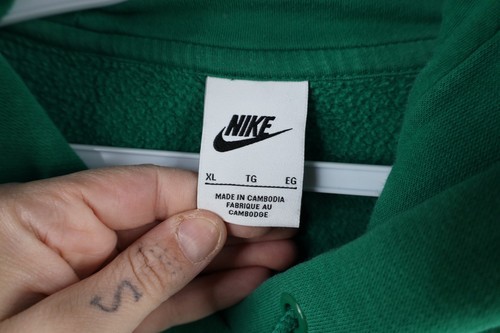 NIKE
XL TG EG
MADE IN CAMBODIA
FABRIQUE AU
CAMBODGE